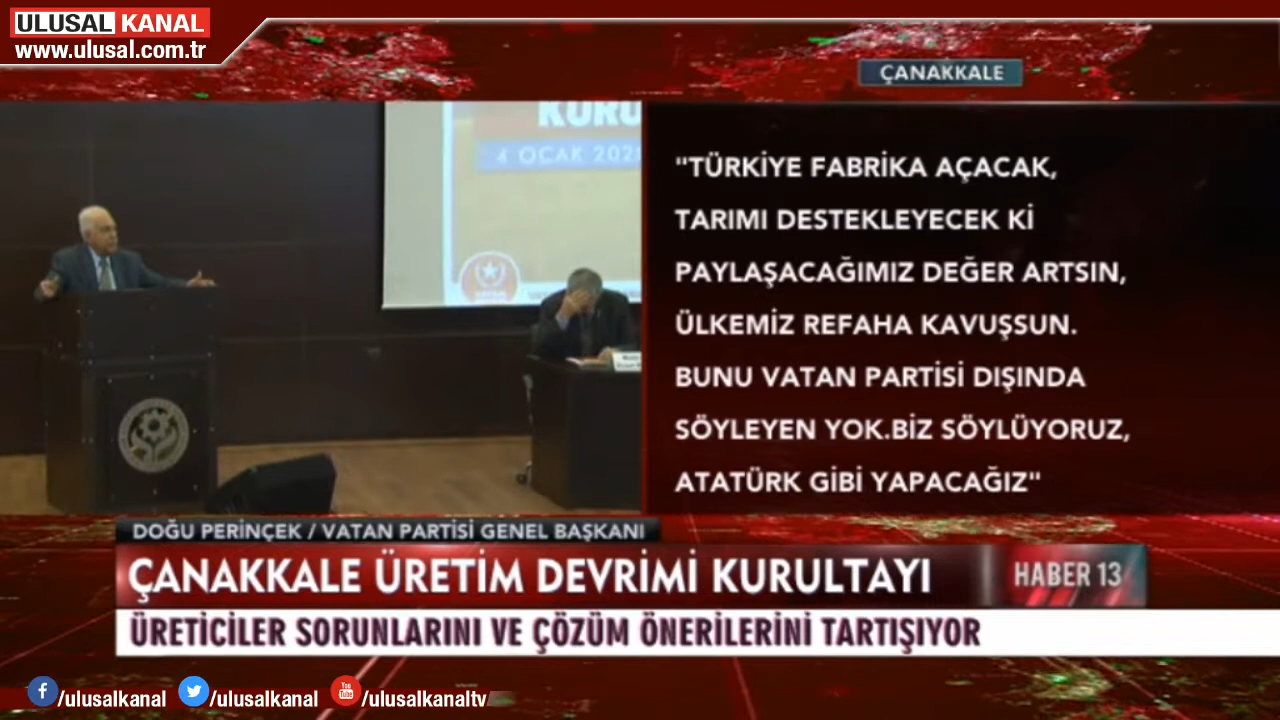 ULUSAL KANAL
www.ulusal.com.tr
ÇANAKKALE
4 OCAK 202
"TÜRKİYE FABRİKA AÇACAK,
TARIMI DESTEKLEYECEK Kİ
PAYLAŞACAĞIMIZ DEĞER ARTSIN,
ÜLKEMİZ REFAHA KAVUŞSUN.
BUNU VATAN PARTİSİ DIŞINDA
SÖYLEYEN YOK.BİZ SÖYLÜYORUZ,
ATATÜRK GİBİ YAPACAĞIZ"
DOĞU PERİNÇEK / VATAN PARTİSİ GENEL BAŞKANI
ÇANAKKALE ÜRETİM DEVRİMİ KURULTAYI
HABER 13
ÜRETİCİLER SORUNLARINI VE ÇÖZÜM ÖNERİLERİNİ TARTIŞIYOR
/ulusalkanal
/ulusalkanal
/ulusalkanaltv